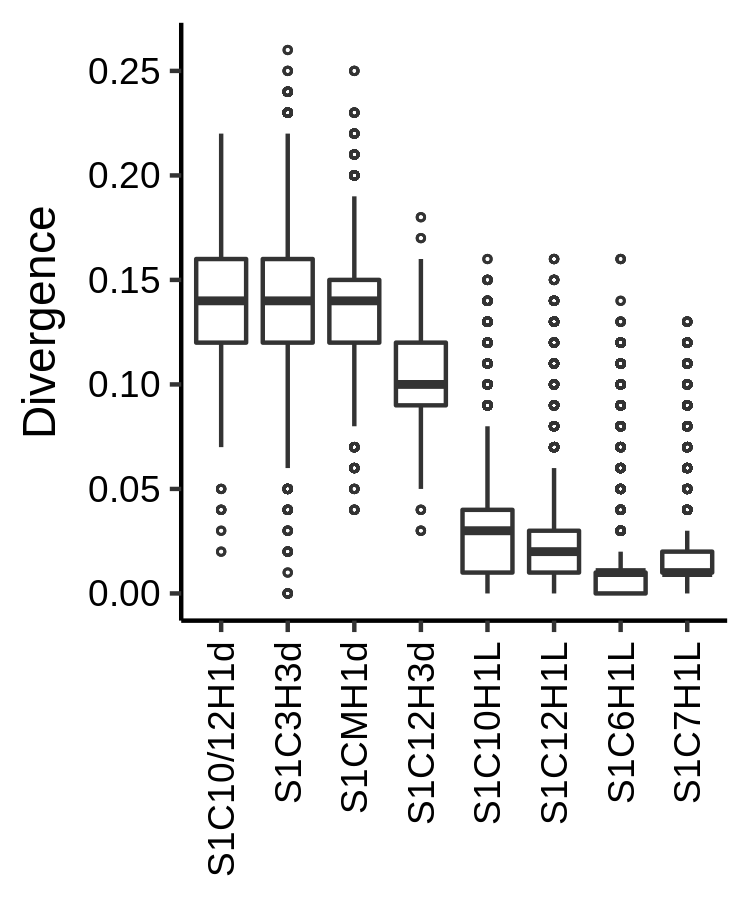 Divergence
0.25
0.20
0.15
0.10
0.05
0.00
S1C10/12H1d
S1C3H3d
S1CMH1d
S1C12H3d
S1C10H1L
S1C12H1L
S1C6H1L
S1C7H1L